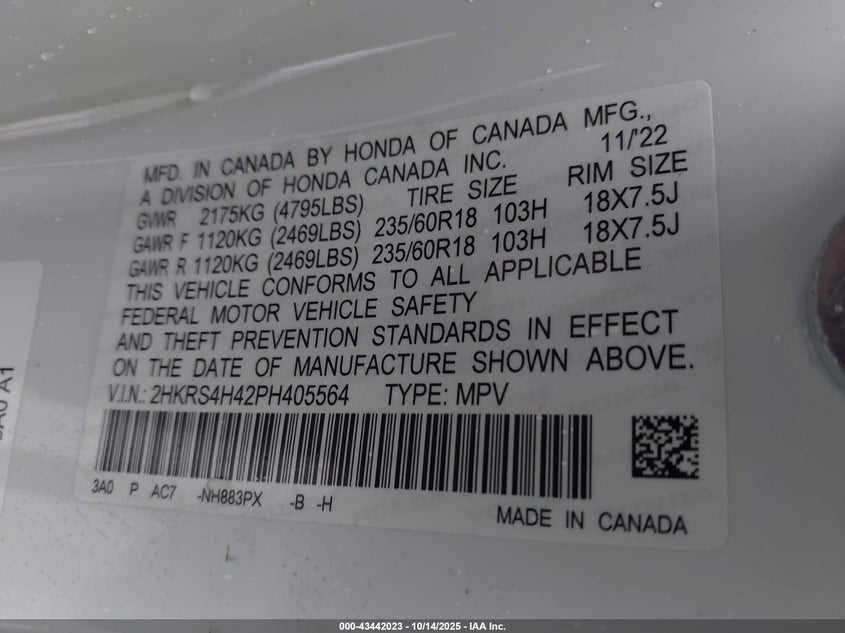 MFD. IN CANADA BY HONDA OF CANADA MFG.,
A DIVISION OF HONDA CANADA INC. 11/'22
GVWR 2175KG (4795LBS) TIRE SIZE RIM SIZE
GAWR F 1120KG (2469LBS) 235/60R18 103H 18X7.5J
GAWR R 1120KG (2469LBS) 235/60R18 103H 18X7.5J
THIS VEHICLE CONFORMS TO ALL APPLICABLE
FEDERAL MOTOR VEHICLE SAFETY
AND THEFT PREVENTION STANDARDS IN EFFECT
ON THE DATE OF MANUFACTURE SHOWN ABOVE.
V.I.N.: 2HKRS4H42PH405564 TYPE: MPV
3A0 P AC7 -NH883PX -B -H
MADE IN CANADA
000-43442023 - 10/14/2025 - IAA Inc.